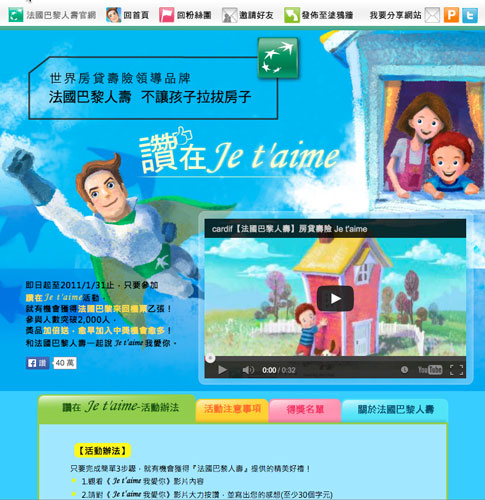 法國巴黎人壽官網 回首頁 回粉絲團 邀請好友 發佈至塗鴉牆 我要分享網站
世界房貸壽險領導品牌
法國巴黎人壽 不讓孩子拉拔房子
讚在Je t'aime
cardif【法國巴黎人壽】房貸壽險 Je t'aime
即日起至2011/1/31止，只要參加
讚在Je t'aime活動，
就有機會獲得法國巴黎來回機票乙張！
參與人數突破2,000人，
獎品加倍送，愈早加入中獎機會愈多！
和法國巴黎人壽一起說 Je t'aime 我愛你。
讚 40 萬
0:00 / 0:32 YouTube
讚在 Je t'aime-活動辦法 活動注意事項 得獎名單 關於法國巴黎人壽
【活動辦法】
只要完成簡單3步驟，就有機會獲得『法國巴黎人壽』提供的精美好禮！
1.觀看《 Je t'aime 我愛你》影片內容
2.請對《 Je t'aime 我愛你》影片大力按讚，並寫出您的感想(至少30個字元)